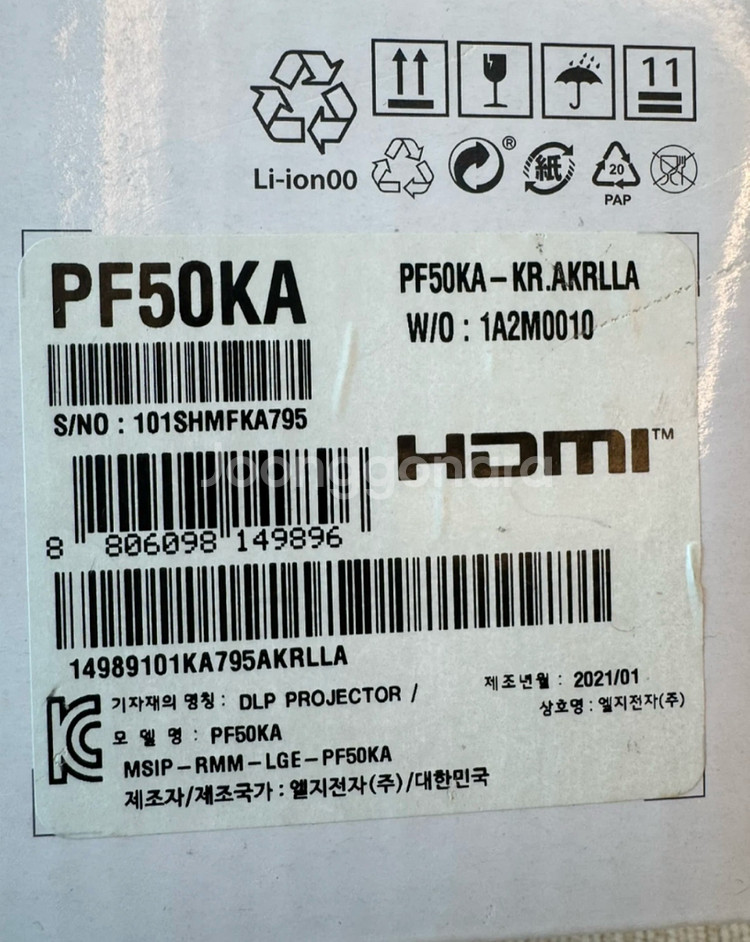 11
Li-ion00
®
紙
20
PAP
PF50KA
PF50KA-KR.AKRLLA
W/O : 1A2M0010
S/NO : 101SHMFKA795
HDMI™
Joonggonara
8 806098 149896
14989101KA795AKRLLA
기자재의 명칭 : DLP PROJECTOR /
제조년월 : 2021/01
모 델 명 : PF50KA
상호명 : 엘지전자(주)
MSIP-RMM-LGE-PF50KA
제조자/제조국가 : 엘지전자(주)/대한민국